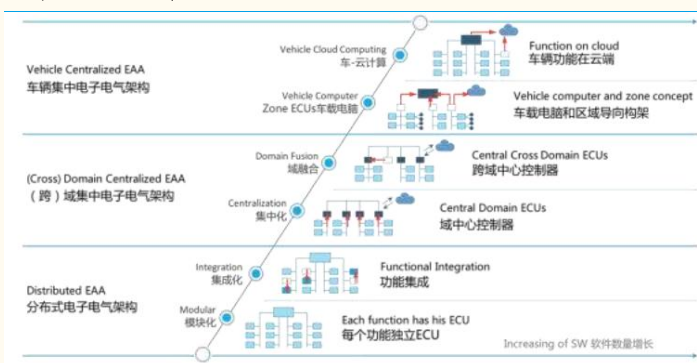 Vehicle Cloud Computing
车-云计算
Function on cloud
车辆功能在云端
Vehicle Centralized EAA
车辆集中电子电气架构
Vehicle Computer
Zone ECUs车载电脑
Vehicle computer and zone concept
车载电脑和区域导向构架
Domain Fusion
域融合
Central Cross Domain ECUs
跨域中心控制器
(Cross) Domain Centralized EAA
（跨）域集中电子电气架构
Centralization
集中化
Central Domain ECUs
域中心控制器
Integration
集成化
Functional Integration
功能集成
Distributed EAA
分布式电子电气架构
Modular
模块化
Each function has his ECU
每个功能独立ECU
Increasing of SW 软件数量增长